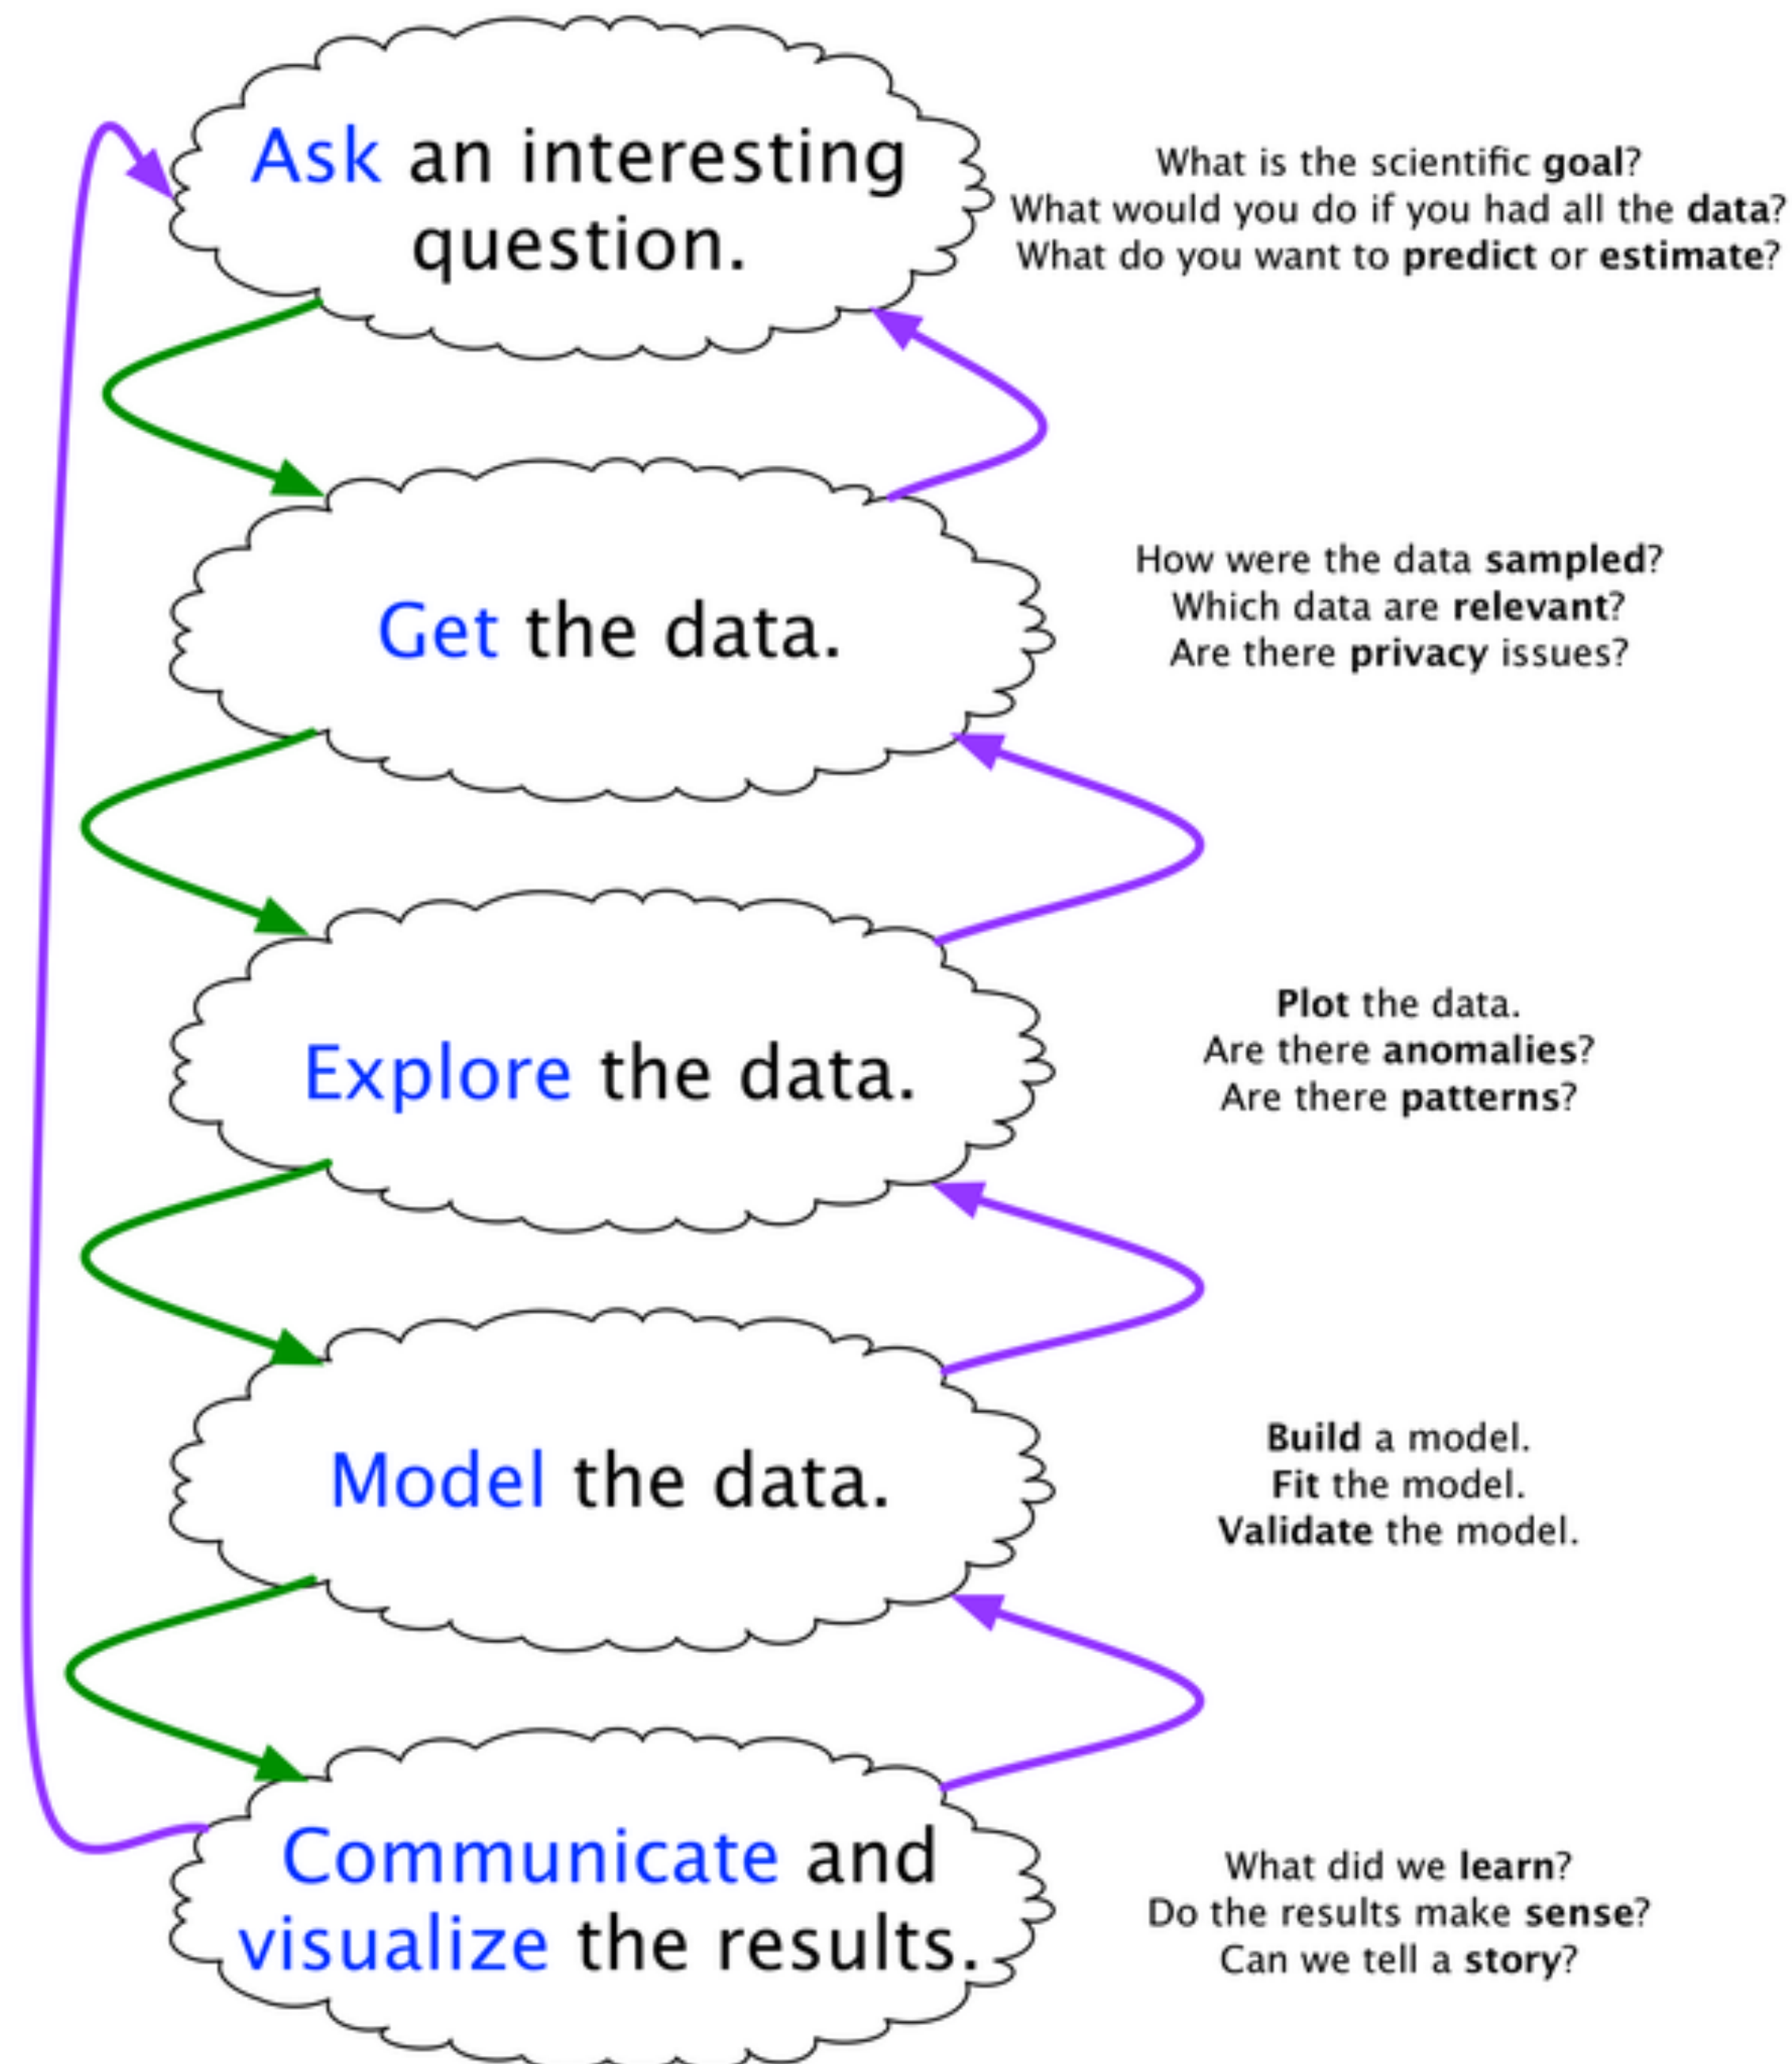 Ask an interesting
question.
What is the scientific goal?
What would you do if you had all the data?
What do you want to predict or estimate?
Get the data.
How were the data sampled?
Which data are relevant?
Are there privacy issues?
Explore the data.
Plot the data.
Are there anomalies?
Are there patterns?
Model the data.
Build a model.
Fit the model.
Validate the model.
Communicate and
visualize the results.
What did we learn?
Do the results make sense?
Can we tell a story?